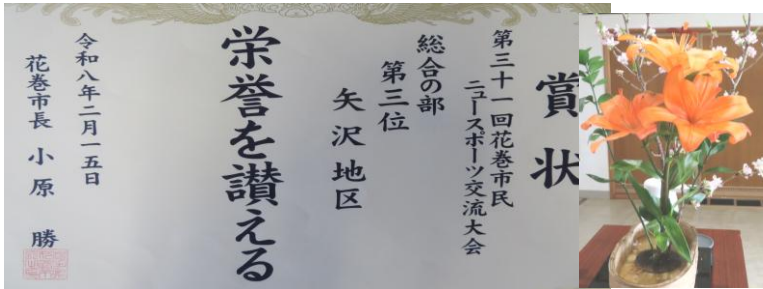 賞状
第三十一回花巻市民
ニュースポーツ交流大会
総合の部
第三位
矢沢地区
栄誉を讃える
令和八年二月一五日
花巻市長 小原 勝